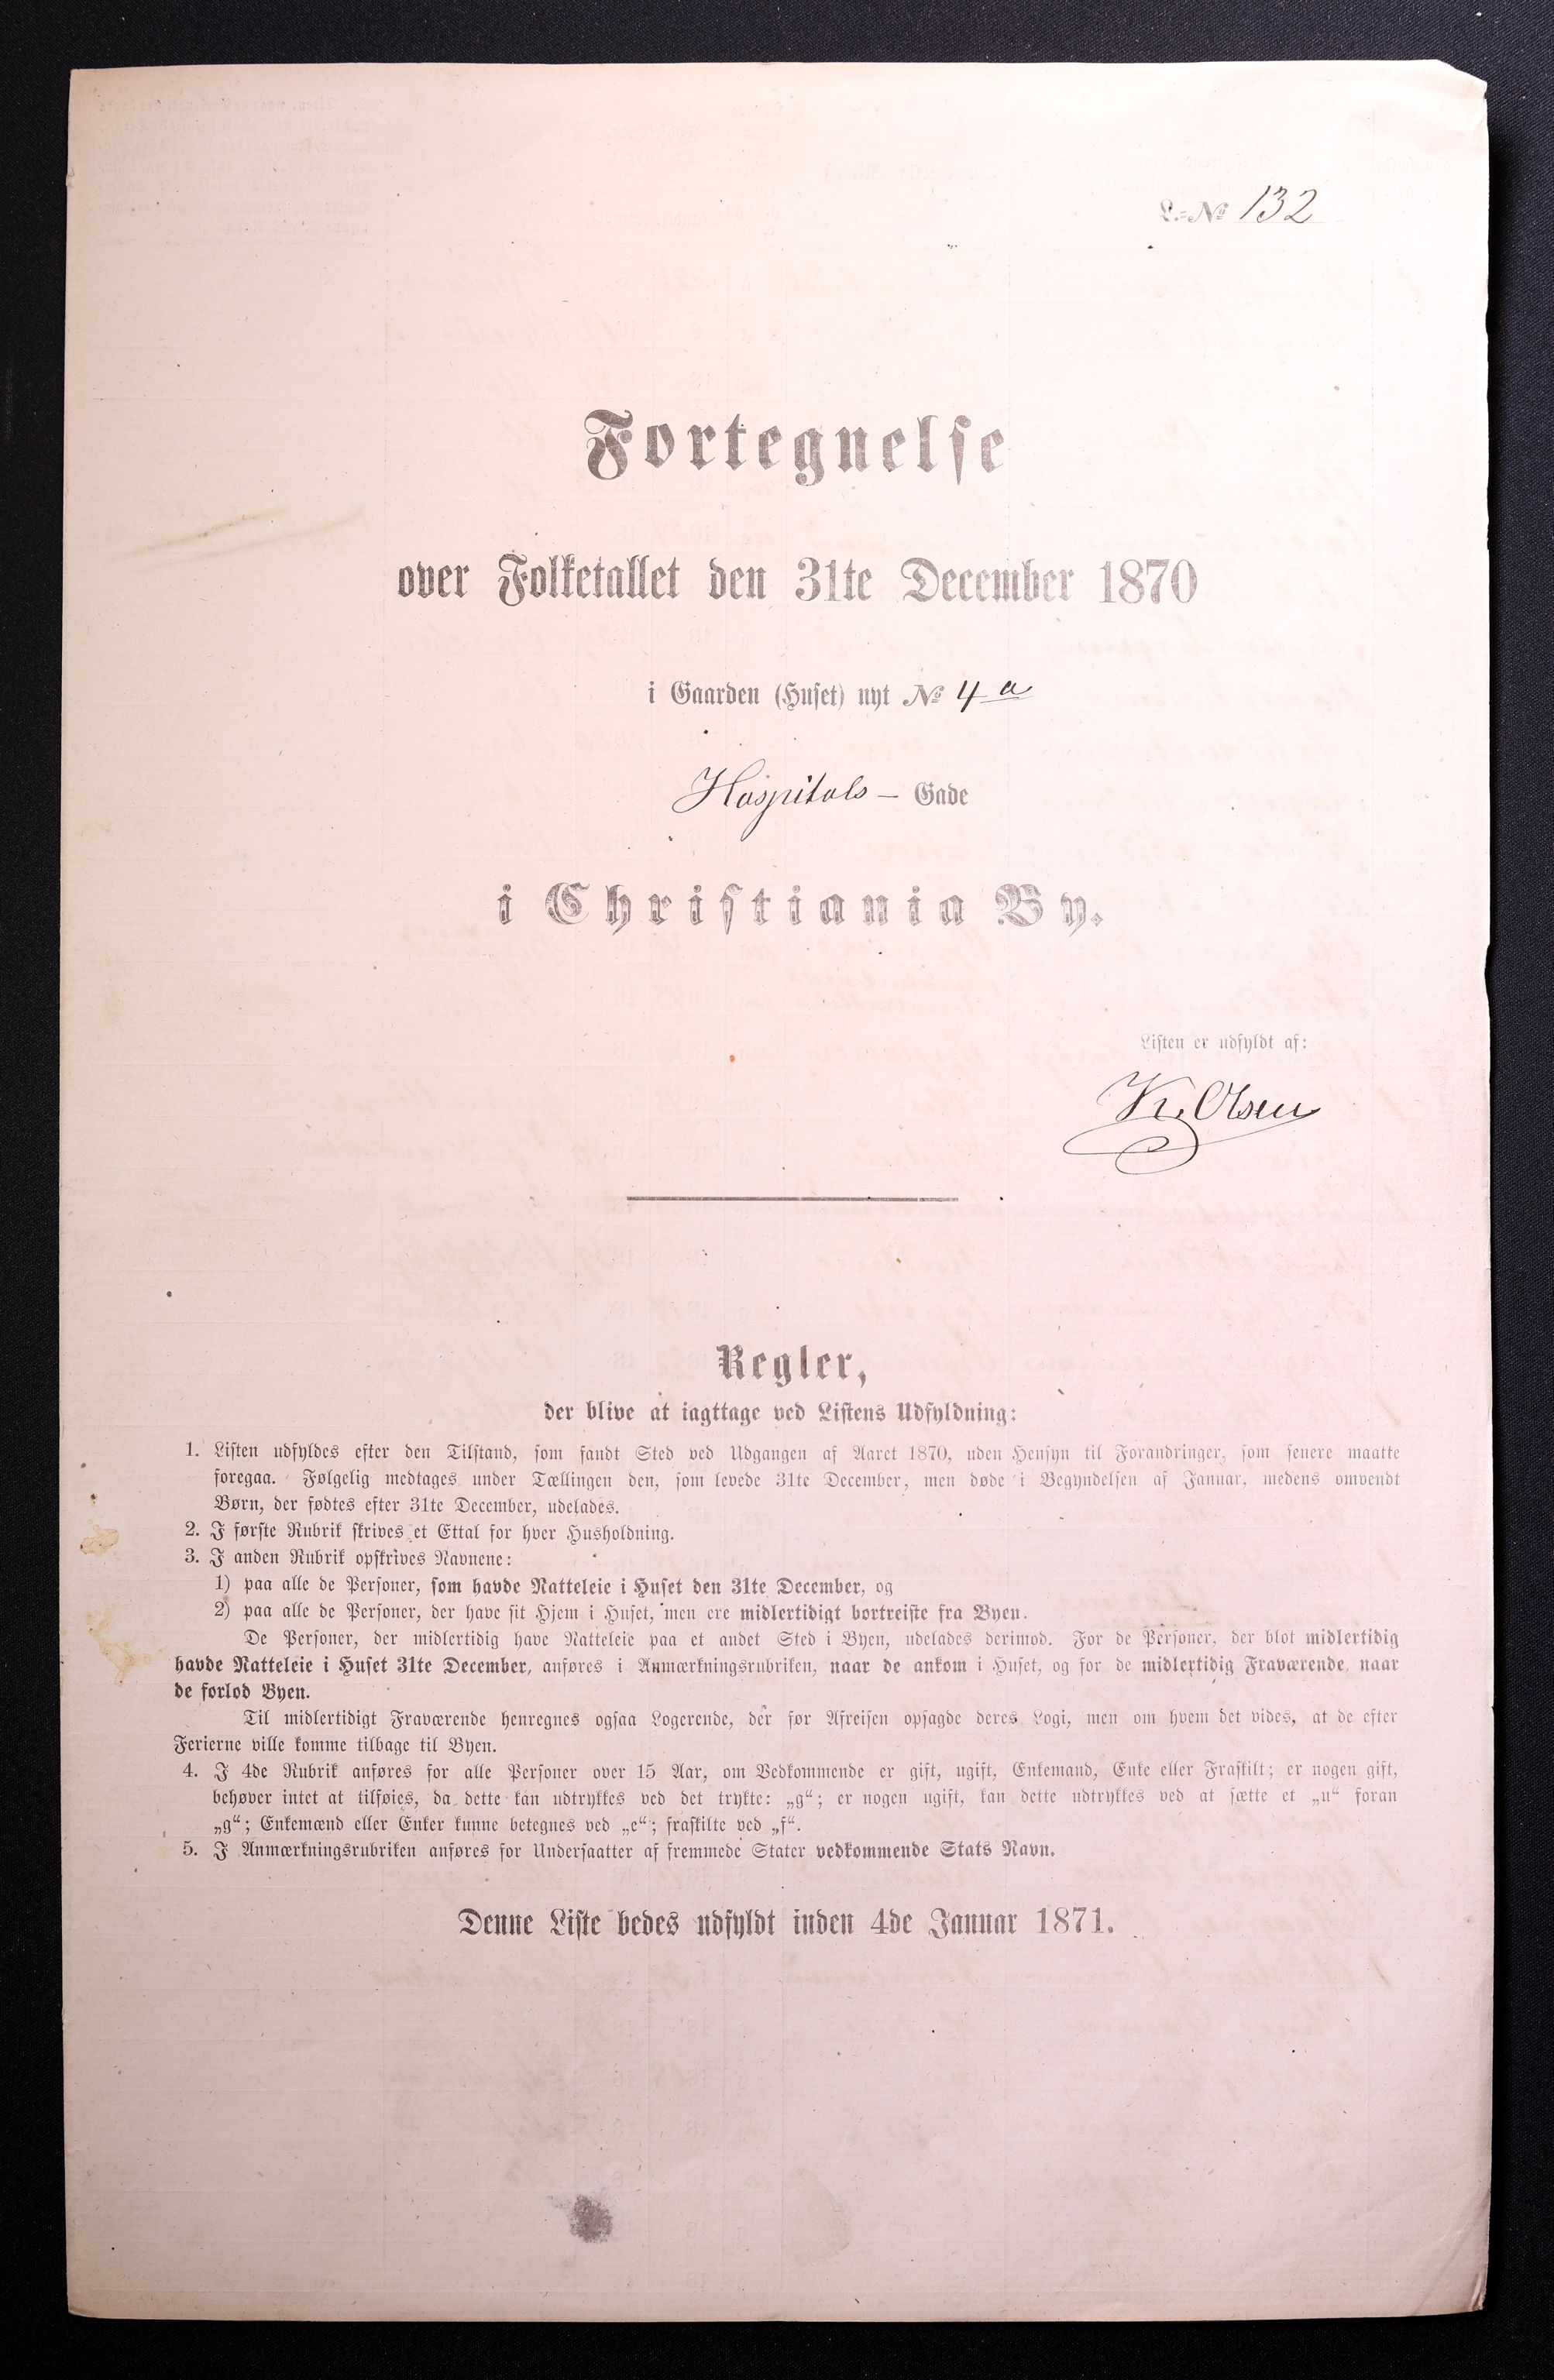 L.-No 132
Fortegnelse
over Folketallet den 31te December 1870
i Gaarden (Huset) nyt No 4 a
Hospitals- Gade
i Christiania By.
Listen er udfyldt af:
Kr. Olsen
Regler,
der blive at iagttage ved Listens Udfyldning:
1. Listen udfyldes efter den Tilstand, som fandt Sted ved Udgangen af Aaret 1870, uden Hensyn til Forandringer, som senere maatte
foregaa. Følgelig medtages under Tællingen den, som levede 31te December, men døde i Begyndelsen af Januar, medens omvendt
Børn, der fødtes efter 31te December, udelades.
2. I første Rubrik skrives et Ettal for hver Husholdning.
3. I anden Rubrik opskrives Navnene:
1) paa alle de Personer, som havde Natteleie i Huset den 31te December, og
2) paa alle de Personer, der have sit Hjem i Huset, men ere midlertidigt bortreiste fra Byen.
De Personer, der midlertidig have Natteleie paa et andet Sted i Byen, udelades derimod. For de Personer, der blot midlertidig
havde Natteleie i Huset 31te December, anføres i Anmærkningsrubriken, naar de ankom i Huset, og for de midlertidig Fraværende naar
de forlod Byen.
Til midlertidigt Fraværende henregnes ogsaa Logerende, der før Afreisen opsagde deres Logi, men om hvem det vides, at de efter
Ferierne ville komme tilbage til Byen.
4. I 4de Rubrik anføres for alle Personer over 15 Aar, om Vedkommende er gift, ugift, Enkemand, Enke eller Fraskilt; er nogen gift,
behøver intet at tilføies, da dette kan udtrykkes ved det trykte: „g“; er nogen ugift, kan dette udtrykkes ved at sætte et „u“ foran
„g“; Enkemænd eller Enker kunne betegnes ved „e“; fraskilte ved „f“.
5. I Anmærkningsrubriken anføres for Undersaatter af fremmede Stater vedkommende Stats Navn.
Denne Liste bedes udfyldt inden 4de Januar 1871.